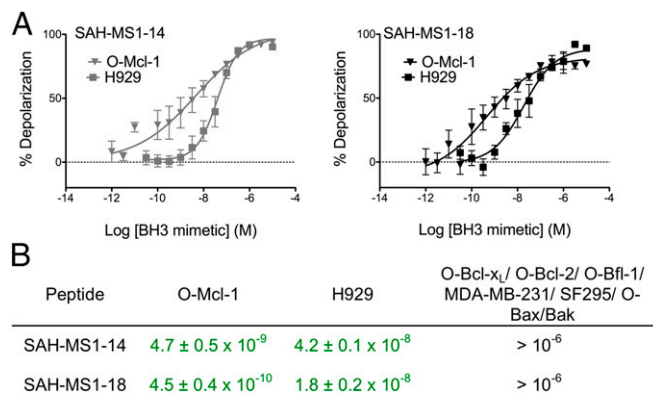 A
SAH-MS1-14
O-Mcl-1
H929
% Depolarization
100
50
0
-14 -12 -10 -8 -6 -4
Log [BH3 mimetic] (M)
SAH-MS1-18
O-Mcl-1
H929
% Depolarization
100
50
0
-14 -12 -10 -8 -6 -4
Log [BH3 mimetic] (M)
B
Peptide O-Mcl-1 H929 O-Bcl-xL/ O-Bcl-2/ O-Bfl-1/
MDA-MB-231/ SF295/ O-
Bax/Bak
SAH-MS1-14 4.7 ± 0.5 x 10⁻⁹ 4.2 ± 0.1 x 10⁻⁸ > 10⁻⁶
SAH-MS1-18 4.5 ± 0.4 x 10⁻¹⁰ 1.8 ± 0.2 x 10⁻⁸ > 10⁻⁶